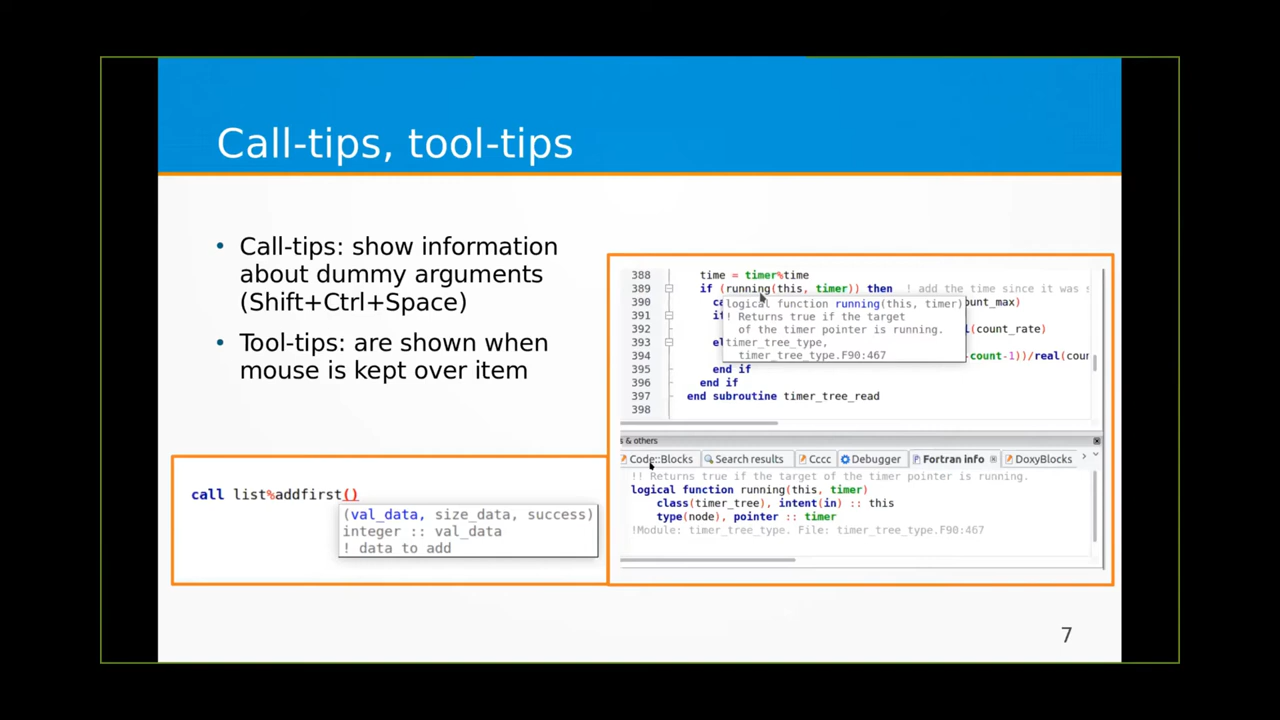 Call-tips, tool-tips
• Call-tips: show information
about dummy arguments
(Shift+Ctrl+Space)
• Tool-tips: are shown when
mouse is kept over item
call list%addfirst()
(val_data, size_data, success)
integer :: val_data
! data to add
388 time = timer%time
389 if (running(this, timer)) then ! add the time since it was s
390 ca ount_max)
391 if
392 l(count_rate)
393 el
394 -count-1))/real(cour
395 end if
396 end if
397 end subroutine timer_tree_read
398
logical function running(this, timer)
! Returns true if the target
of the timer pointer is running.
timer_tree_type,
timer_tree_type.F90:467
s & others
Code::Blocks Search results Cccc Debugger Fortran info DoxyBlocks
!! Returns true if the target of the timer pointer is running.
logical function running(this, timer)
class(timer_tree), intent(in) :: this
type(node), pointer :: timer
!Module: timer_tree_type. File: timer_tree_type.F90:467
7